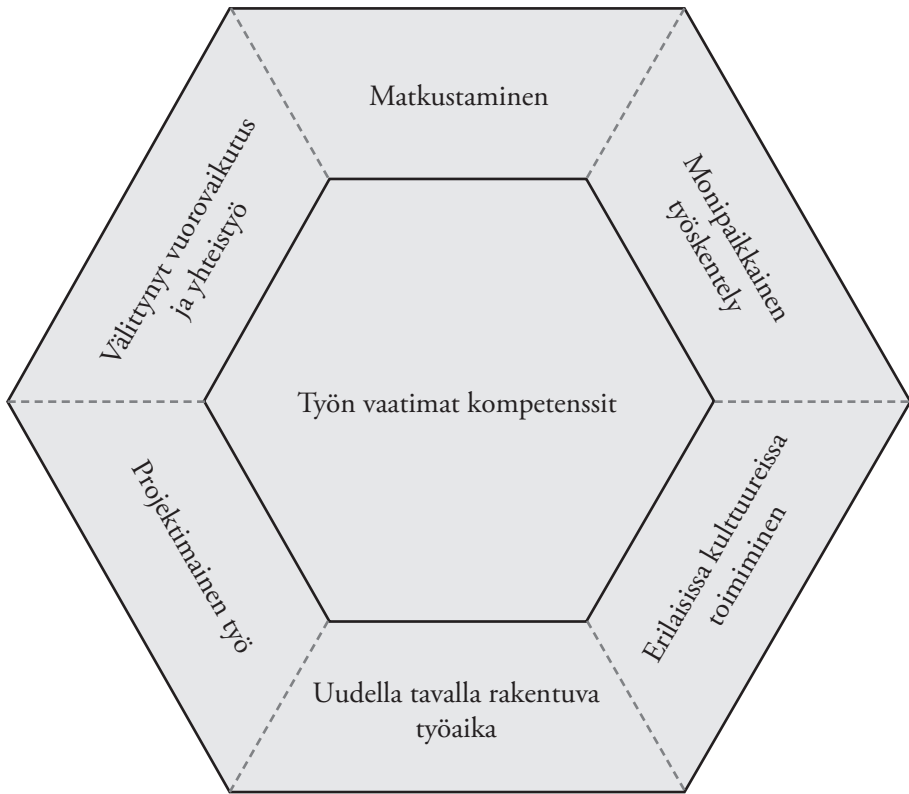 Matkustaminen
Välittynyt vuorovaikutus
ja yhteistyö
Monipaikkainen
työskentely
Työn vaatimat kompetenssit
Projektimainen työ
Erilaisissa kulttuureissa
toimiminen
Uudella tavalla rakentuva
työaika